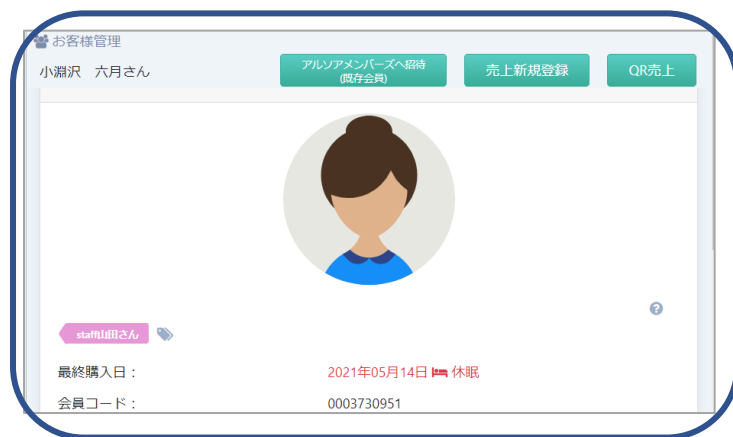 お客様管理
小淵沢 六月さん
アルソアメンバーズへ招待
(既存会員)
売上新規登録
QR売上
staff山田さん
最終購入日：
2021年05月14日 休眠
会員コード：
0003730951